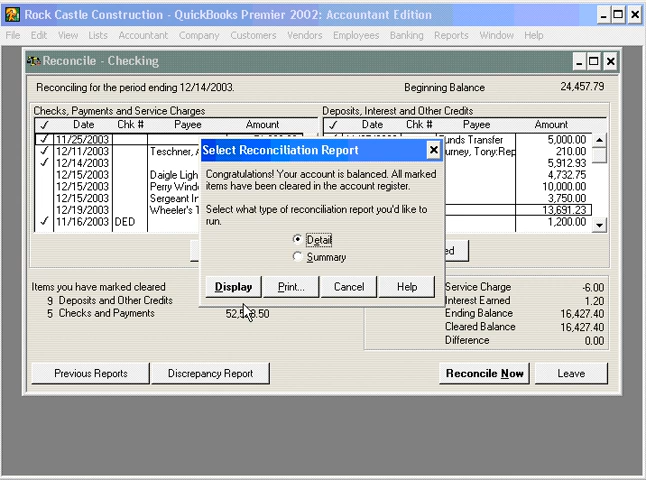 Rock Castle Construction - QuickBooks Premier 2002: Accountant Edition
File Edit View Lists Accountant Company Customers Vendors Employees Banking Reports Window Help
Reconcile - Checking
Reconciling for the period ending 12/14/2003. Beginning Balance 24,457.79
Checks, Payments and Service Charges Deposits, Interest and Other Credits
✓ Date Chk # Payee Amount ✓ Date Chk # Payee Amount
✓ 11/25/2003 Funds Transfer 5,000.00
✓ 12/11/2003 Teschner, 210.00
✓ 12/14/2003 5,912.93
12/15/2003 Daigle 4,732.75
12/15/2003 Perry 10,000.00
12/15/2003 Sergeant 3,750.00
12/19/2003 Wheeler's 13,691.23
✓ 11/16/2003 DED 1,200.00
Select Reconciliation Report
Congratulations! Your account is balanced. All marked
items have been cleared in the account register.
Select what type of reconciliation report you'd like to
run.
Detail
Summary
Display Print... Cancel Help
Items you have marked cleared
9 Deposits and Other Credits
5 Checks and Payments
Service Charge -6.00
Interest Earned 1.20
Ending Balance 16,427.40
Cleared Balance 16,427.40
Difference 0.00
Previous Reports Discrepancy Report Reconcile Now Leave